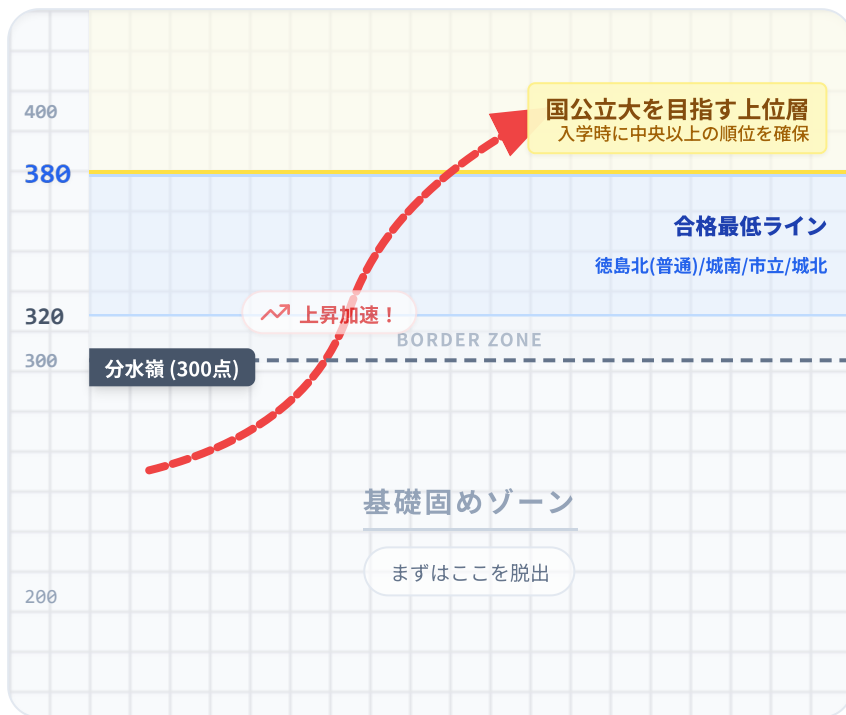 400
国公立大を目指す上位層
入学時に中央以上の順位を確保
380
合格最低ライン
徳島北(普通)/城南/市立/城北
320
上昇加速！
BORDER ZONE
300
分水嶺 (300点)
基礎固めゾーン
まずはここを脱出
200